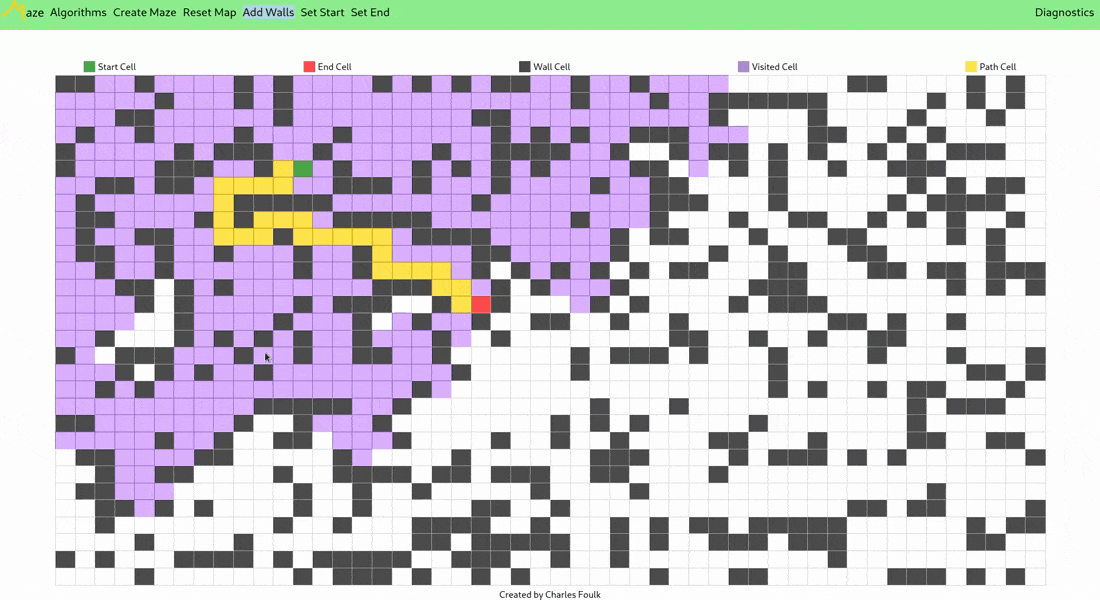 Maze Algorithms Create Maze Reset Map Add Walls Set Start Set End Diagnostics
Start Cell End Cell Wall Cell Visited Cell Path Cell
Created by Charles Foulk